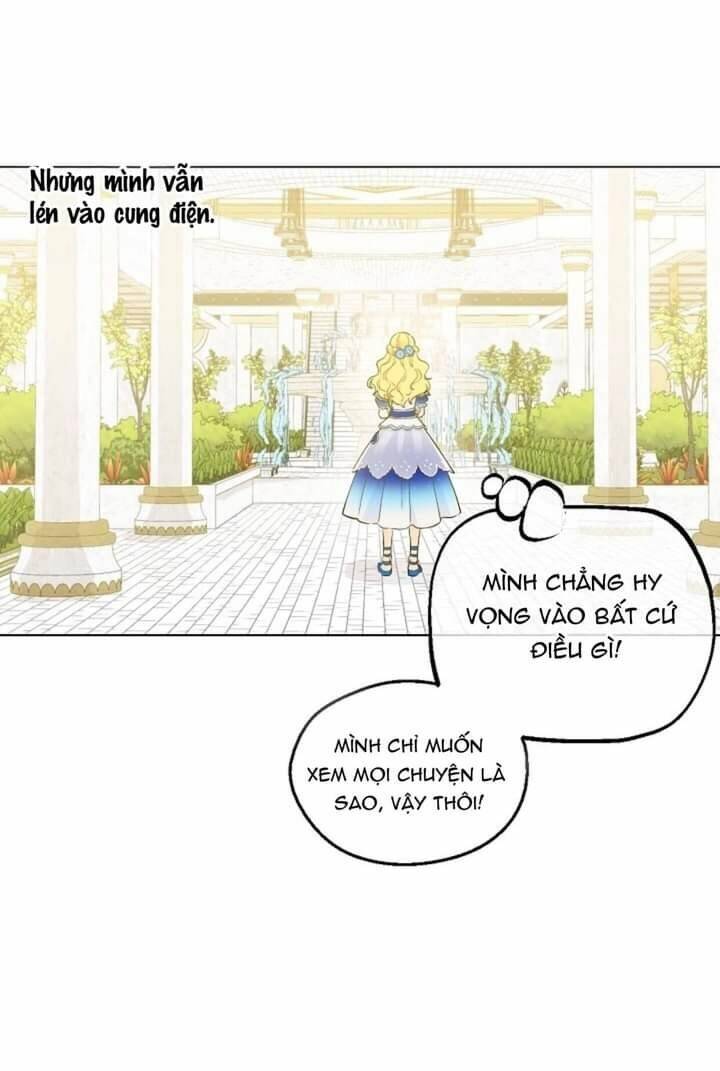 Nhưng mình vẫn
lén vào cung điện.
MÌNH CHẲNG HY
VỌNG VÀO BẤT CỨ
ĐIỀU GÌ!
MÌNH CHỈ MUỐN
XEM MỌI CHUYỆN LÀ
SAO, VẬY THÔI!